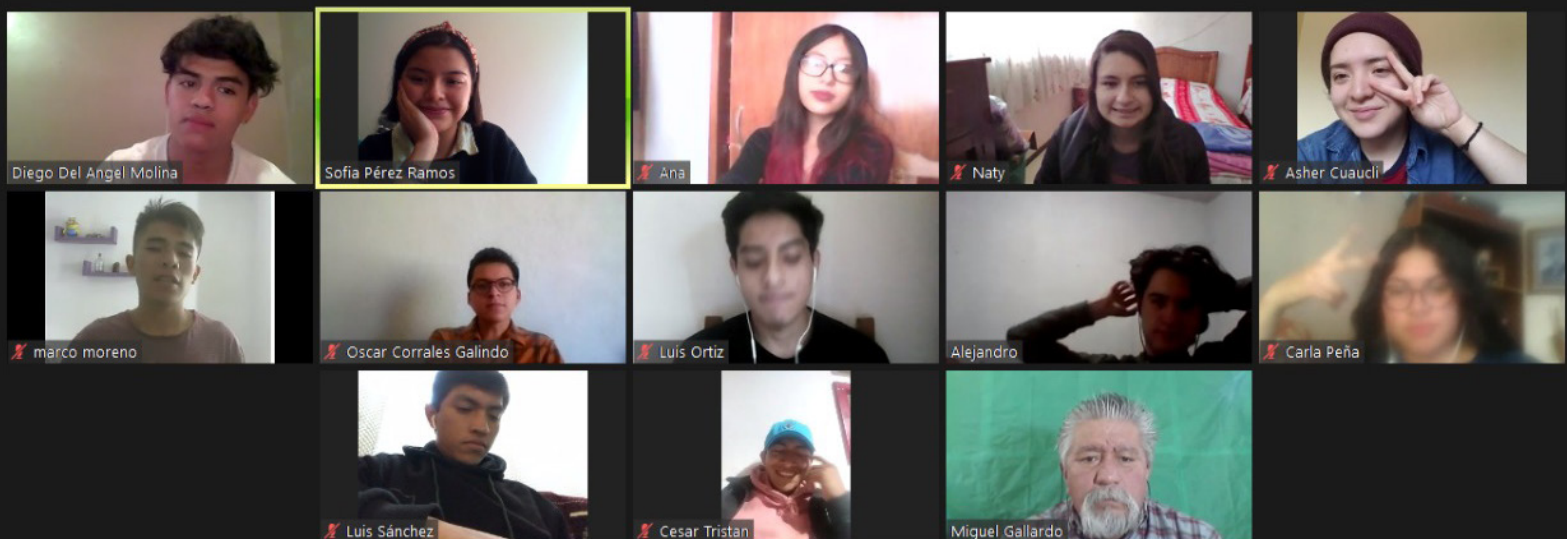 Diego Del Angel Molina
Sofia Pérez Ramos
Ana
Naty
Asher Cuaucli
marco moreno
Oscar Corrales Galindo
Luis Ortiz
Alejandro
Carla Peña
Luis Sánchez
Cesar Tristan
Miguel Gallardo